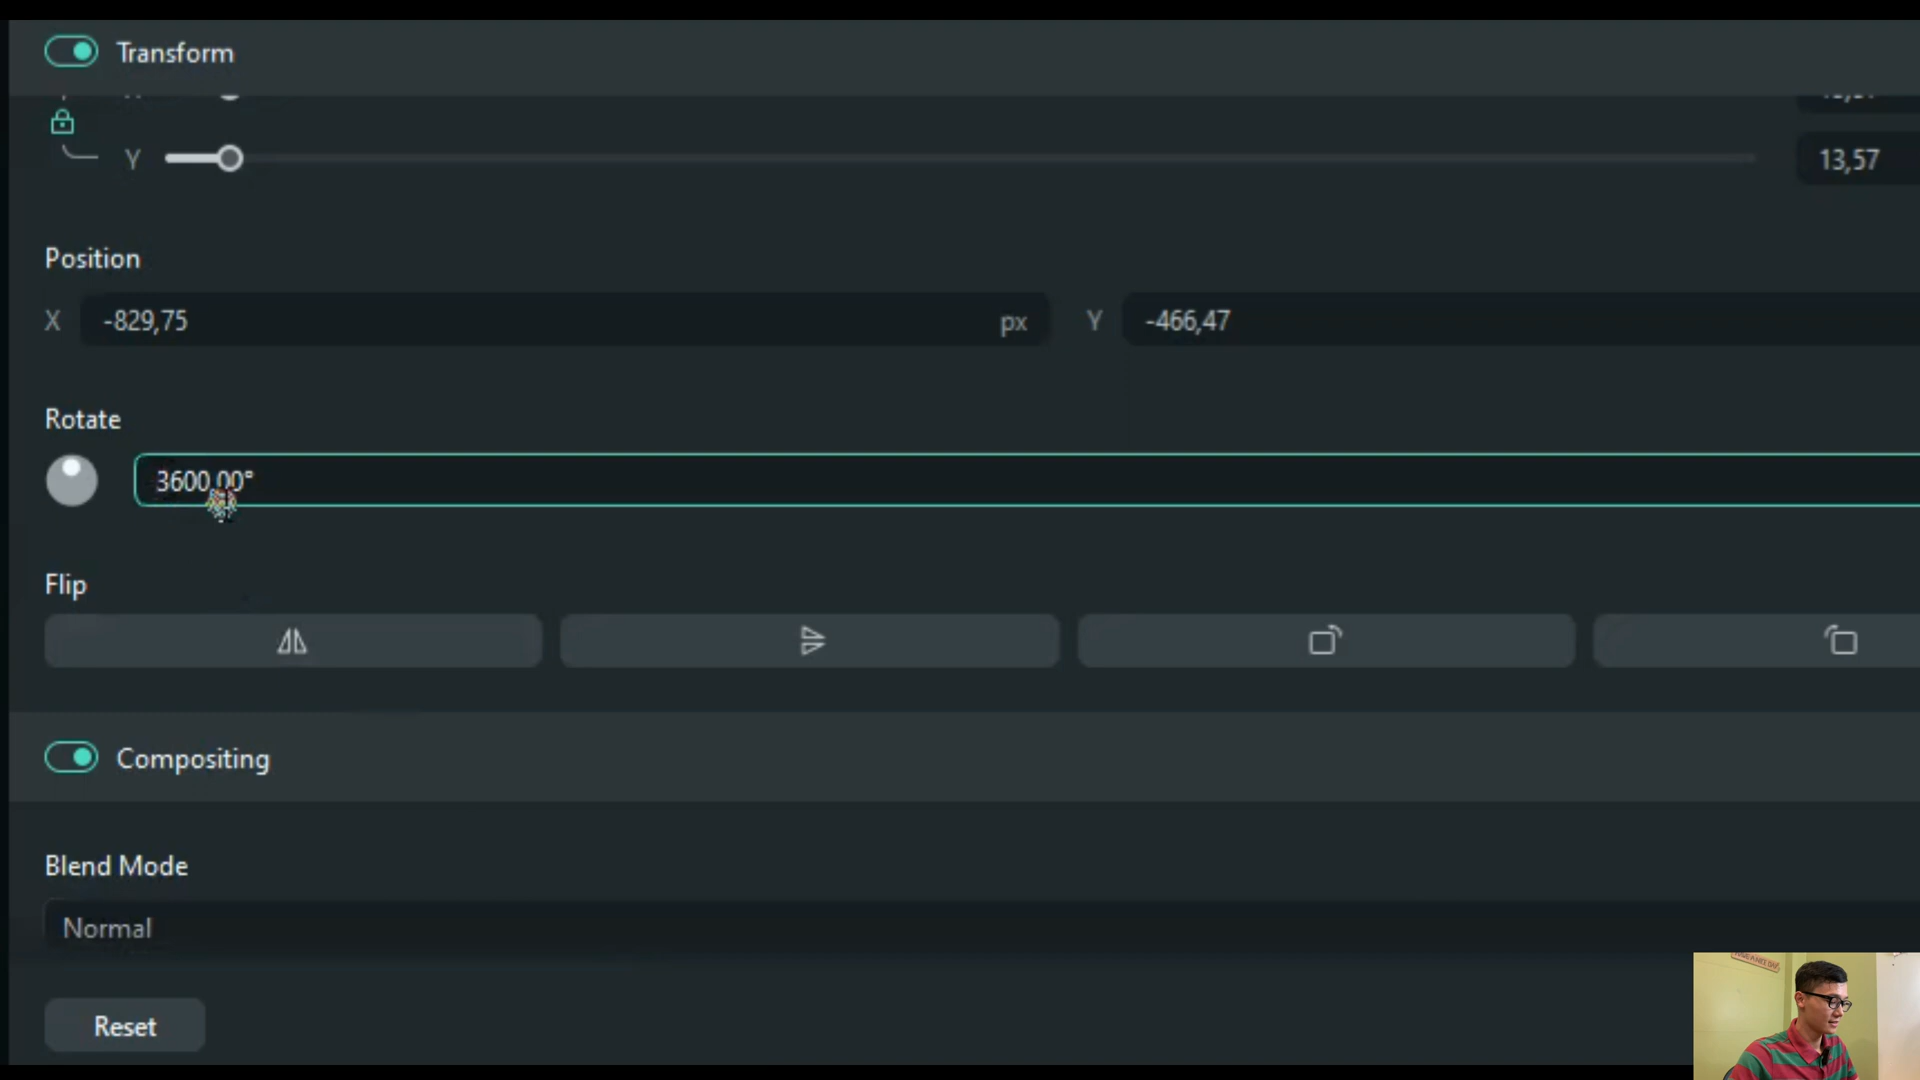 Transform
Y 13,57
Position
X -829,75 px Y -466,47
Rotate
3600,00°
Flip
Compositing
Blend Mode
Normal
Reset